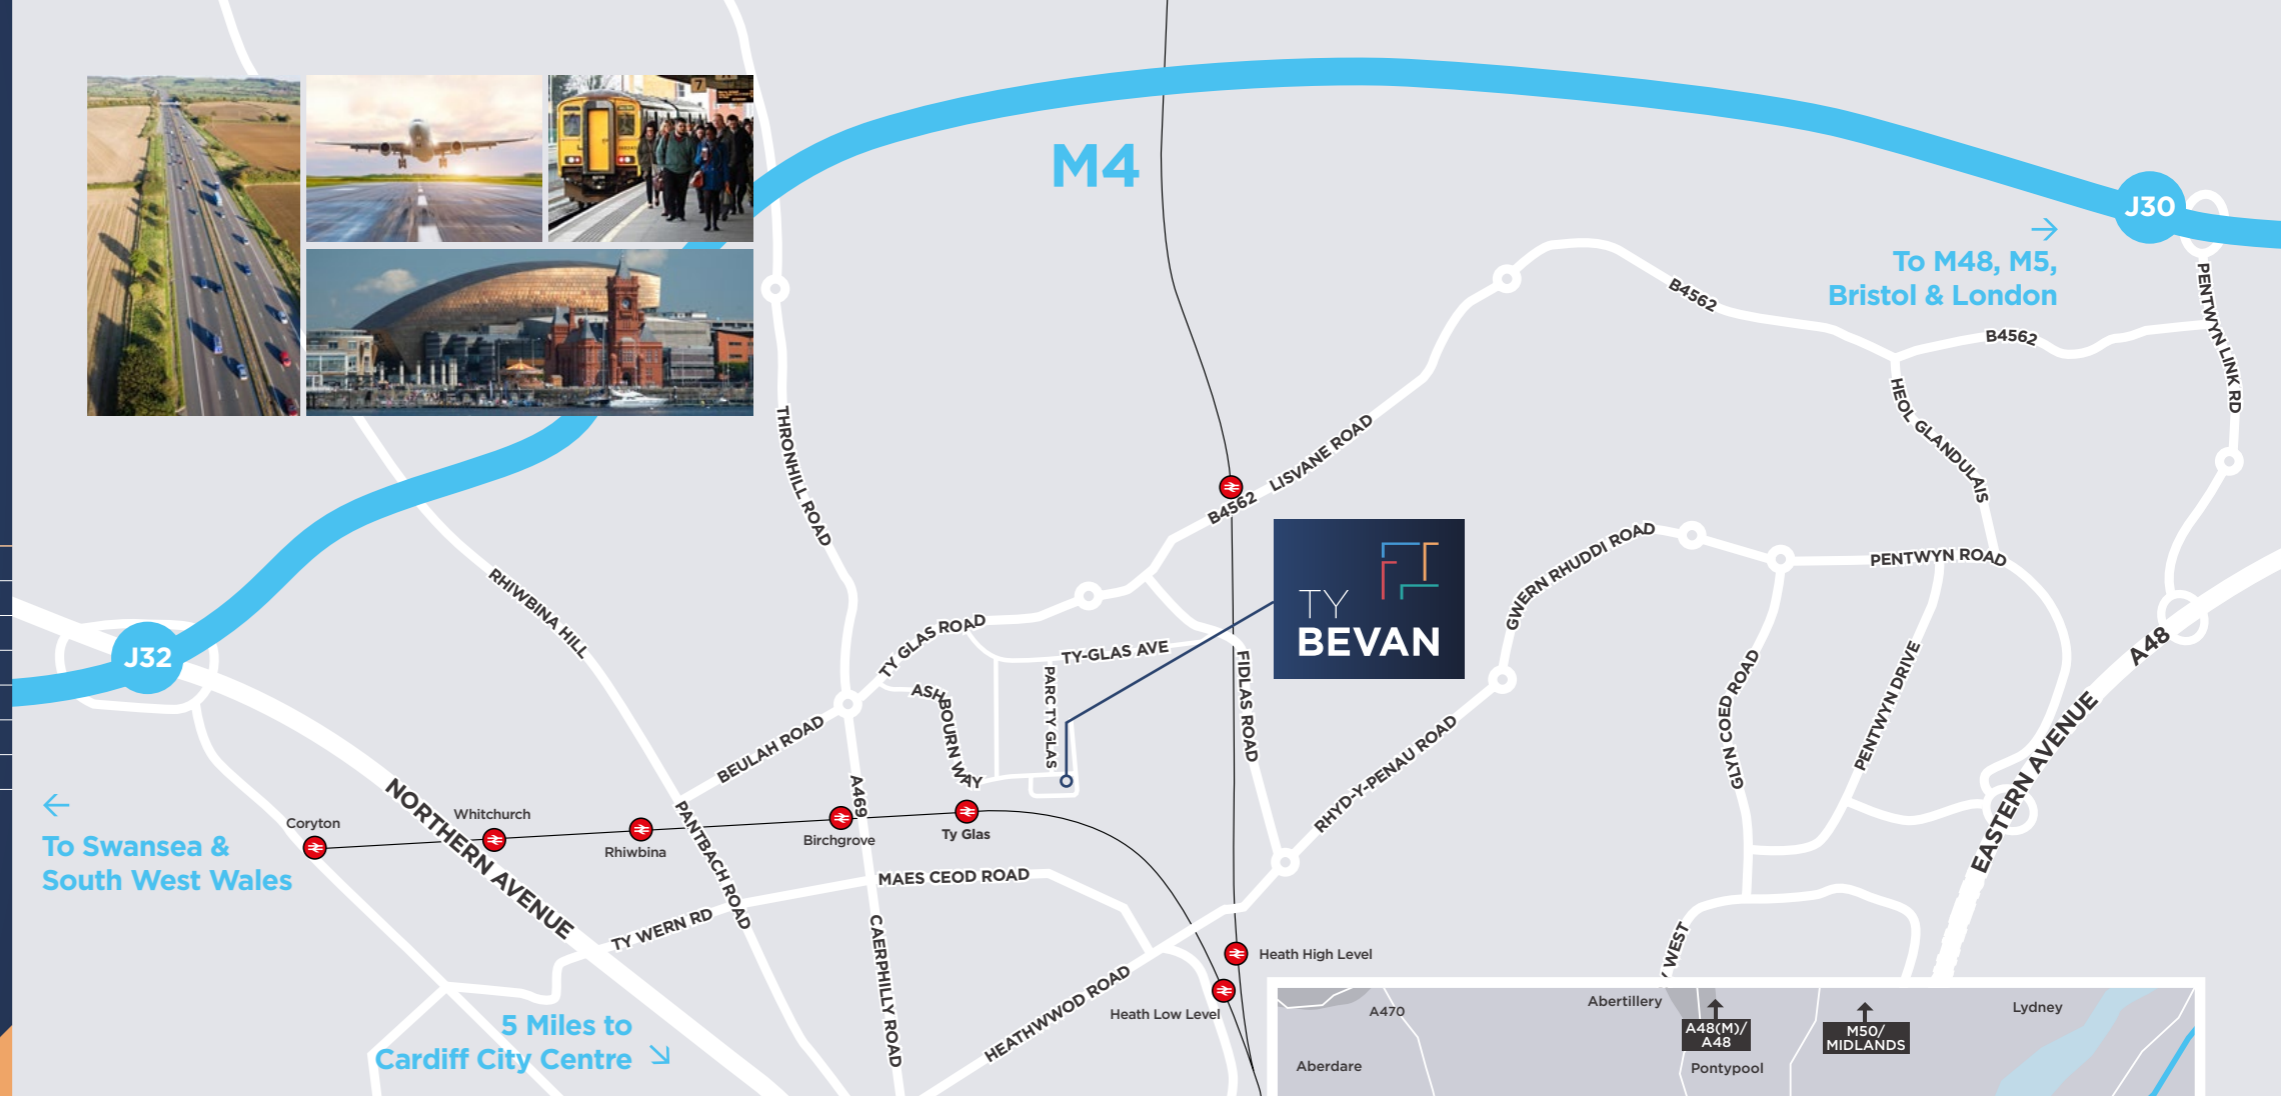 7
M4
J30
To M48, M5,
Bristol & London
PENTWYN LINK RD
B4562
B4562
HEOL GLANDULAIS
THRONHILL ROAD
LISVANE ROAD
B4562
RHIWBINA HILL
TY
BEVAN
GWERN RHUDDI ROAD
PENTWYN ROAD
J32
TY GLAS ROAD
TY-GLAS AVE
ASHBOURN WAY
PARC TY GLAS
FIDLAS ROAD
A48
GLYN COED ROAD
PENTWYN DRIVE
EASTERN AVENUE
BEULAH ROAD
RHYD-Y-PENAU ROAD
A469
NORTHERN AVENUE
To Swansea &
South West Wales
Coryton
Whitchurch
Rhiwbina
Birchgrove
Ty Glas
PANTBACH ROAD
MAES CEOD ROAD
TY WERN RD
CAERPHILLY ROAD
WEST
Heath High Level
Heath Low Level
HEATHWWOD ROAD
5 Miles to
Cardiff City Centre
A470
Abertillery
A48(M)/
A48
M50/
MIDLANDS
Lydney
Aberdare
Pontypool